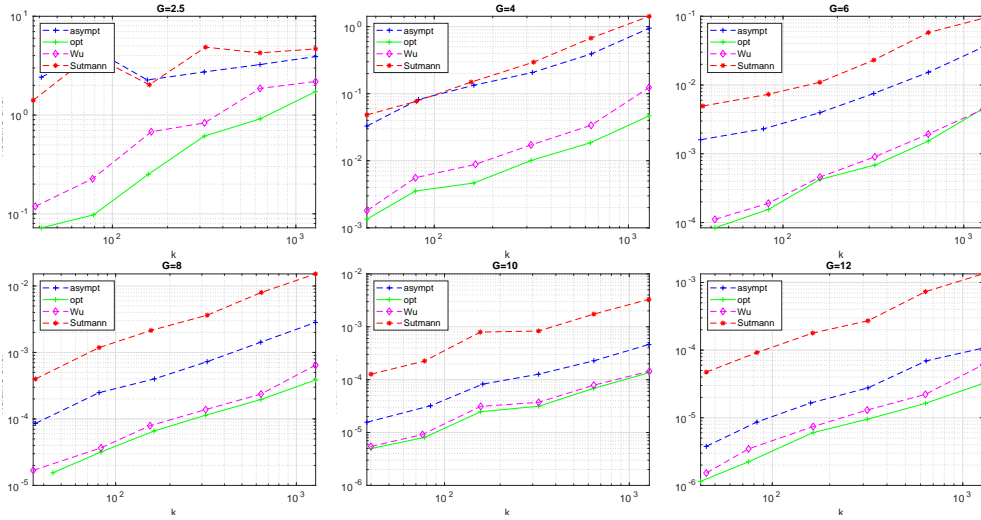 G=2.5
10^1
10^0
10^-1
asympt
opt
Wu
Sutmann
10^2
10^3
k
G=4
10^0
10^-1
10^-2
10^-3
asympt
opt
Wu
Sutmann
10^2
10^3
k
G=6
10^-1
10^-2
10^-3
10^-4
asympt
opt
Wu
Sutmann
10^2
10^3
k
G=8
10^-2
10^-3
10^-4
10^-5
asympt
opt
Wu
Sutmann
10^2
10^3
k
G=10
10^-2
10^-3
10^-4
10^-5
10^-6
asympt
opt
Wu
Sutmann
10^2
10^3
k
G=12
10^-3
10^-4
10^-5
10^-6
asympt
opt
Wu
Sutmann
10^2
10^3
k